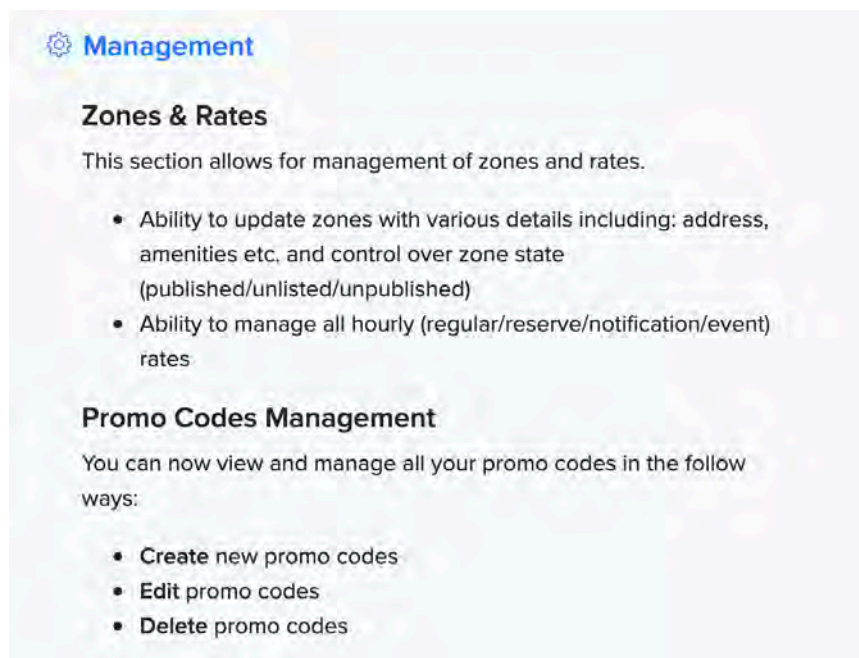 Management
Zones & Rates
This section allows for management of zones and rates.
• Ability to update zones with various details including: address,
amenities etc. and control over zone state
(published/unlisted/unpublished)
• Ability to manage all hourly (regular/reserve/notification/event)
rates
Promo Codes Management
You can now view and manage all your promo codes in the follow
ways:
• Create new promo codes
• Edit promo codes
• Delete promo codes